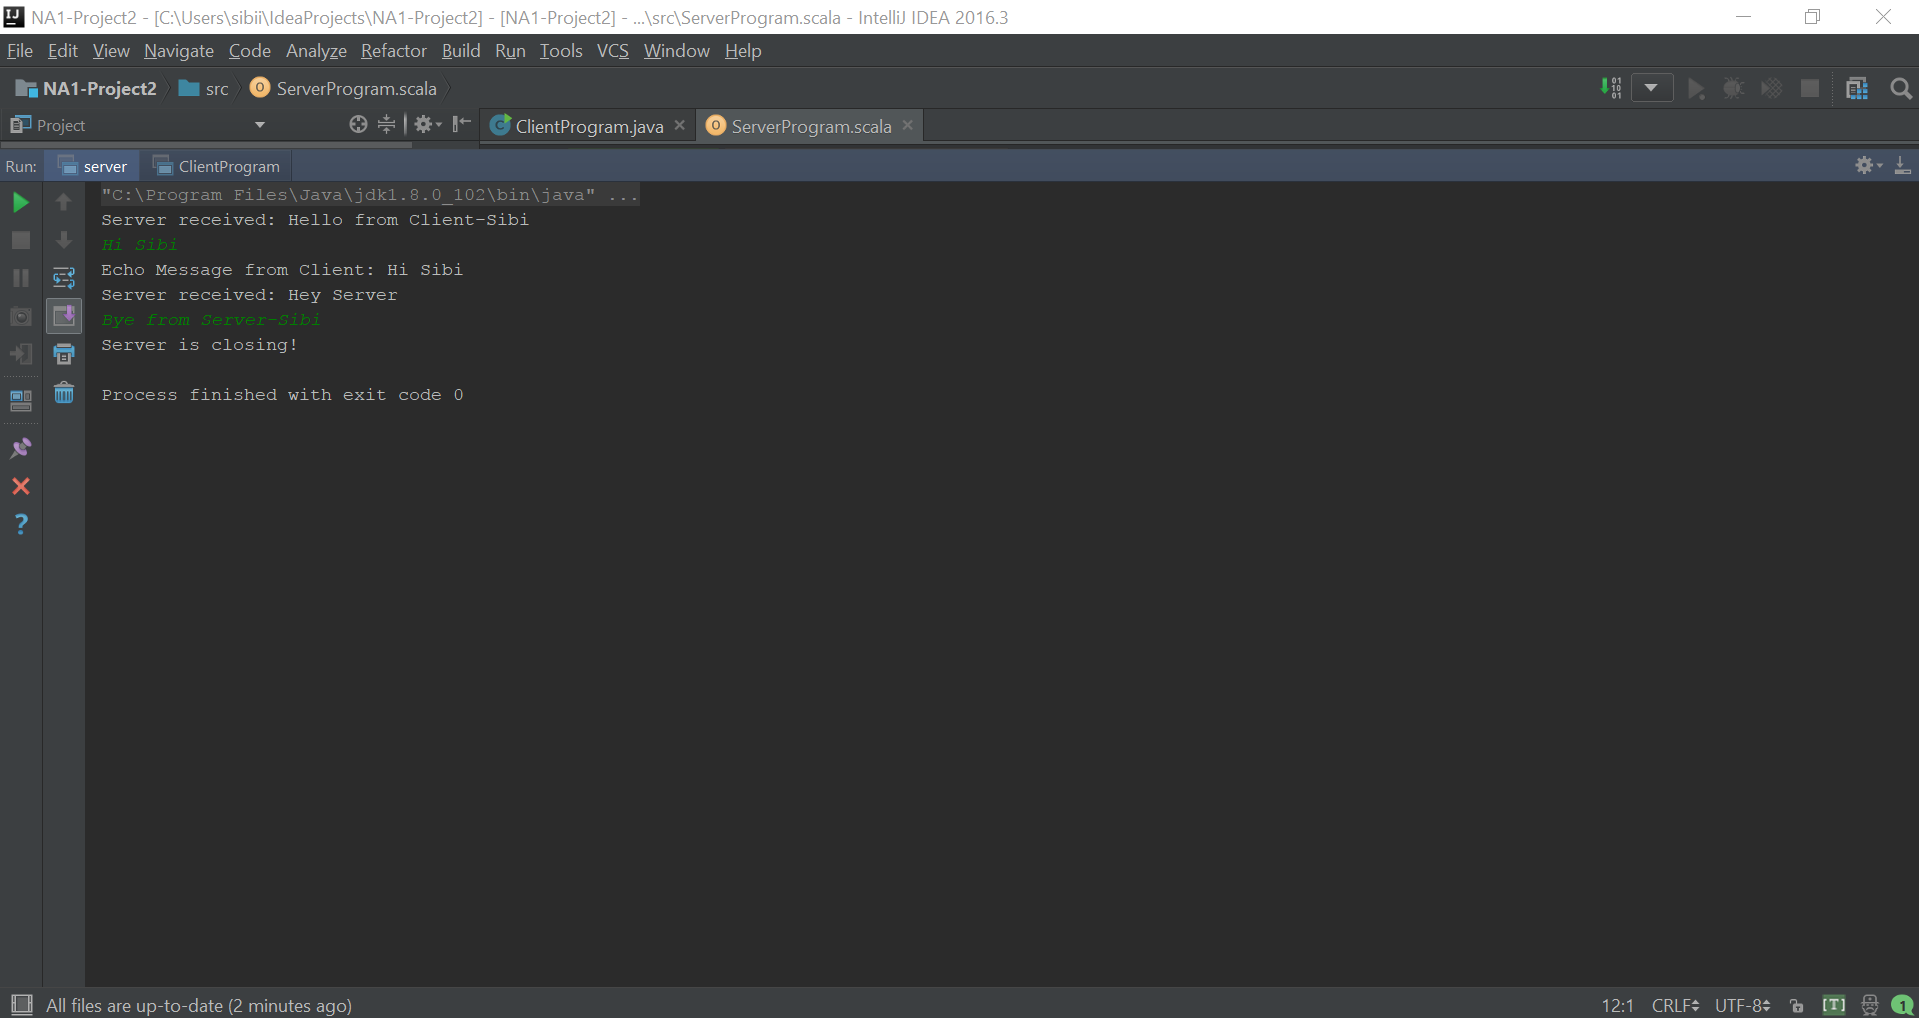 NA1-Project2 - [C:\Users\sibii\IdeaProjects\NA1-Project2] - [NA1-Project2] - ...\src\ServerProgram.scala - IntelliJ IDEA 2016.3
File Edit View Navigate Code Analyze Refactor Build Run Tools VCS Window Help
NA1-Project2 src ServerProgram.scala
Project ClientProgram.java ServerProgram.scala
Run: server ClientProgram
"C:\Program Files\Java\jdk1.8.0_102\bin\java" ...
Server received: Hello from Client-Sibi
Hi Sibi
Echo Message from Client: Hi Sibi
Server received: Hey Server
Bye from Server-Sibi
Server is closing!
Process finished with exit code 0
All files are up-to-date (2 minutes ago) 12:1 CRLF UTF-8 [T] 1